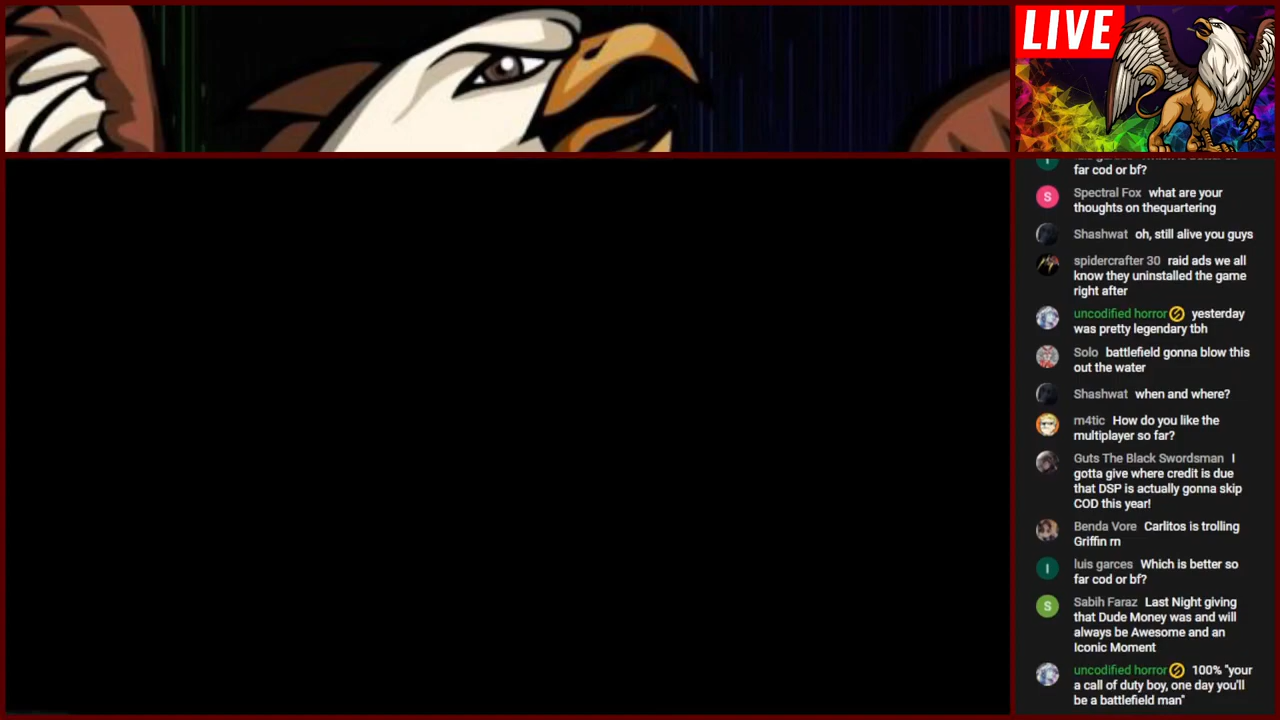 LIVE
far cod or bf?
Spectral Fox what are your
thoughts on thequartering
Shashwat oh, still alive you guys
spidercrafter 30 raid ads we all
know they uninstalled the game
right after
uncodified horror yesterday
was pretty legendary tbh
Solo battlefield gonna blow this
out the water
Shashwat when and where?
m4tic How do you like the
multiplayer so far?
Guts The Black Swordsman I
gotta give where credit is due
that DSP is actually gonna skip
COD this year!
Benda Vore Carlitos is trolling
Griffin rn
luis garces Which is better so
far cod or bf?
Sabih Faraz Last Night giving
that Dude Money was and will
always be Awesome and an
Iconic Moment
uncodified horror 100% "your
a call of duty boy, one day you'll
be a battlefield man"